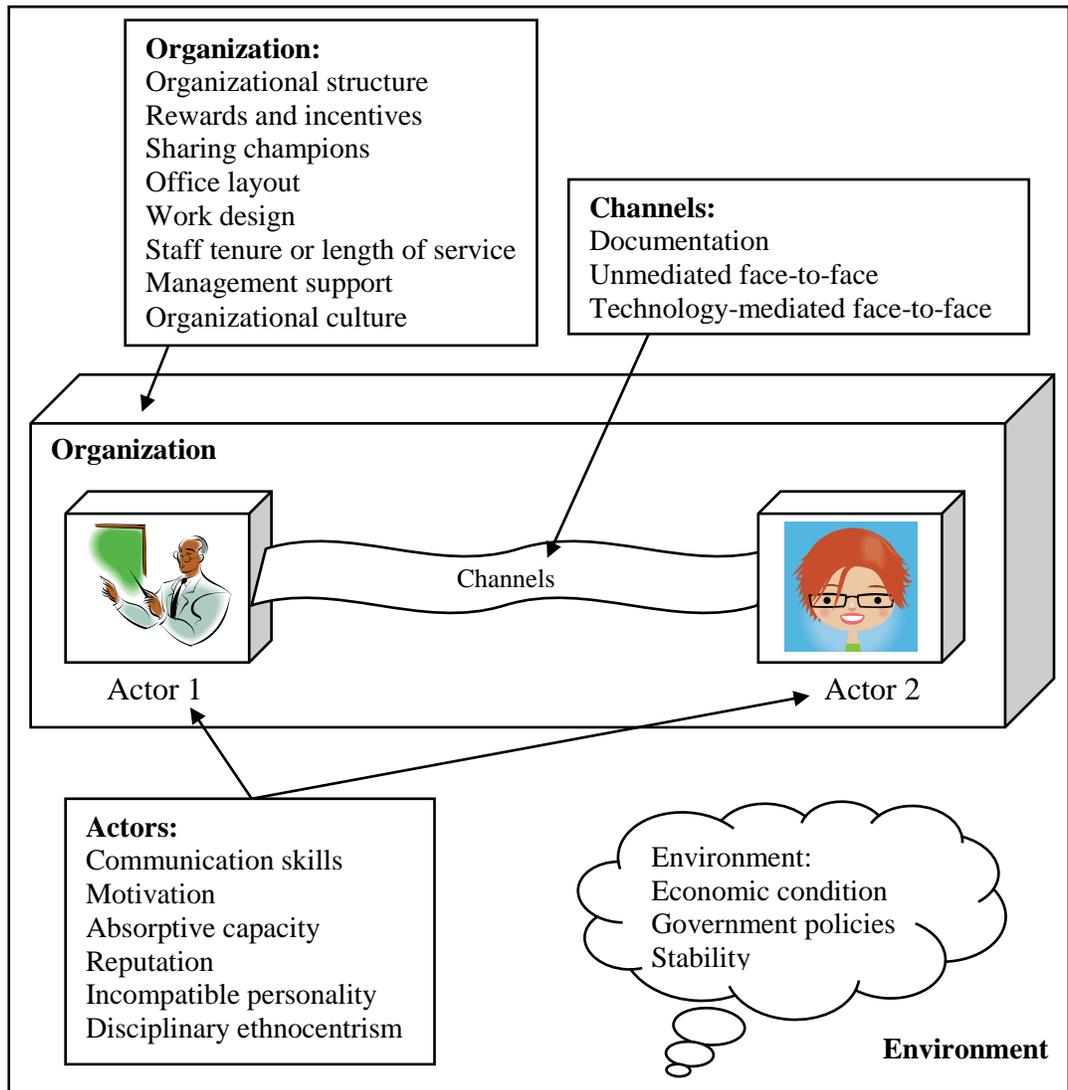 Organization:
Organizational structure
Rewards and incentives
Sharing champions
Office layout
Work design
Staff tenure or length of service
Management support
Organizational culture
Channels:
Documentation
Unmediated face-to-face
Technology-mediated face-to-face
Organization
Channels
Actor 1
Actor 2
Actors:
Communication skills
Motivation
Absorptive capacity
Reputation
Incompatible personality
Disciplinary ethnocentrism
Environment:
Economic condition
Government policies
Stability
Environment